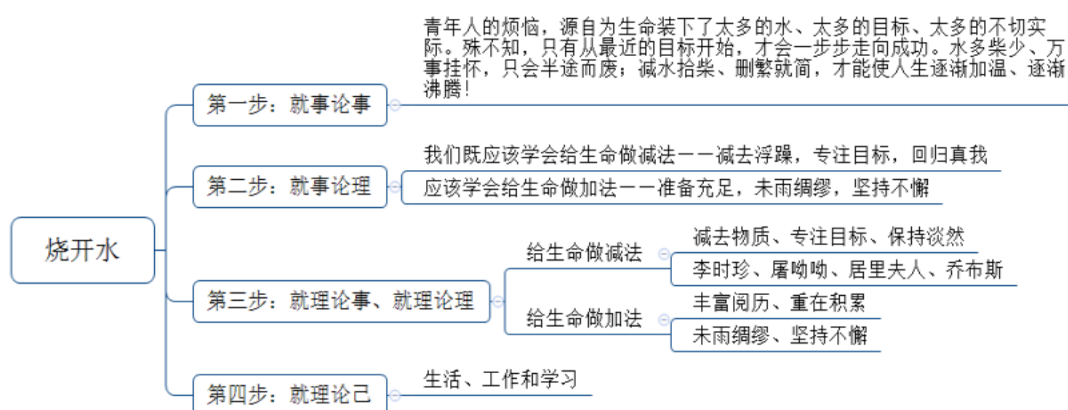 青年人的烦恼，源自为生命装下了太多的水、太多的目标、太多的不切实
际。殊不知，只有从最近的目标开始，才会一步步走向成功。水多柴少、万
事挂怀，只会半途而废；减水拾柴、删繁就简，才能使人生逐渐加温、逐渐
沸腾！
第一步：就事论事
我们既应该学会给生命做减法——减去浮躁，专注目标，回归真我
第二步：就事论理
应该学会给生命做加法——准备充足，未雨绸缪，坚持不懈
烧开水
减去物质、专注目标、保持淡然
给生命做减法
李时珍、屠呦呦、居里夫人、乔布斯
第三步：就理论事、就理论理
丰富阅历、重在积累
给生命做加法
未雨绸缪、坚持不懈
第四步：就理论己
生活、工作和学习